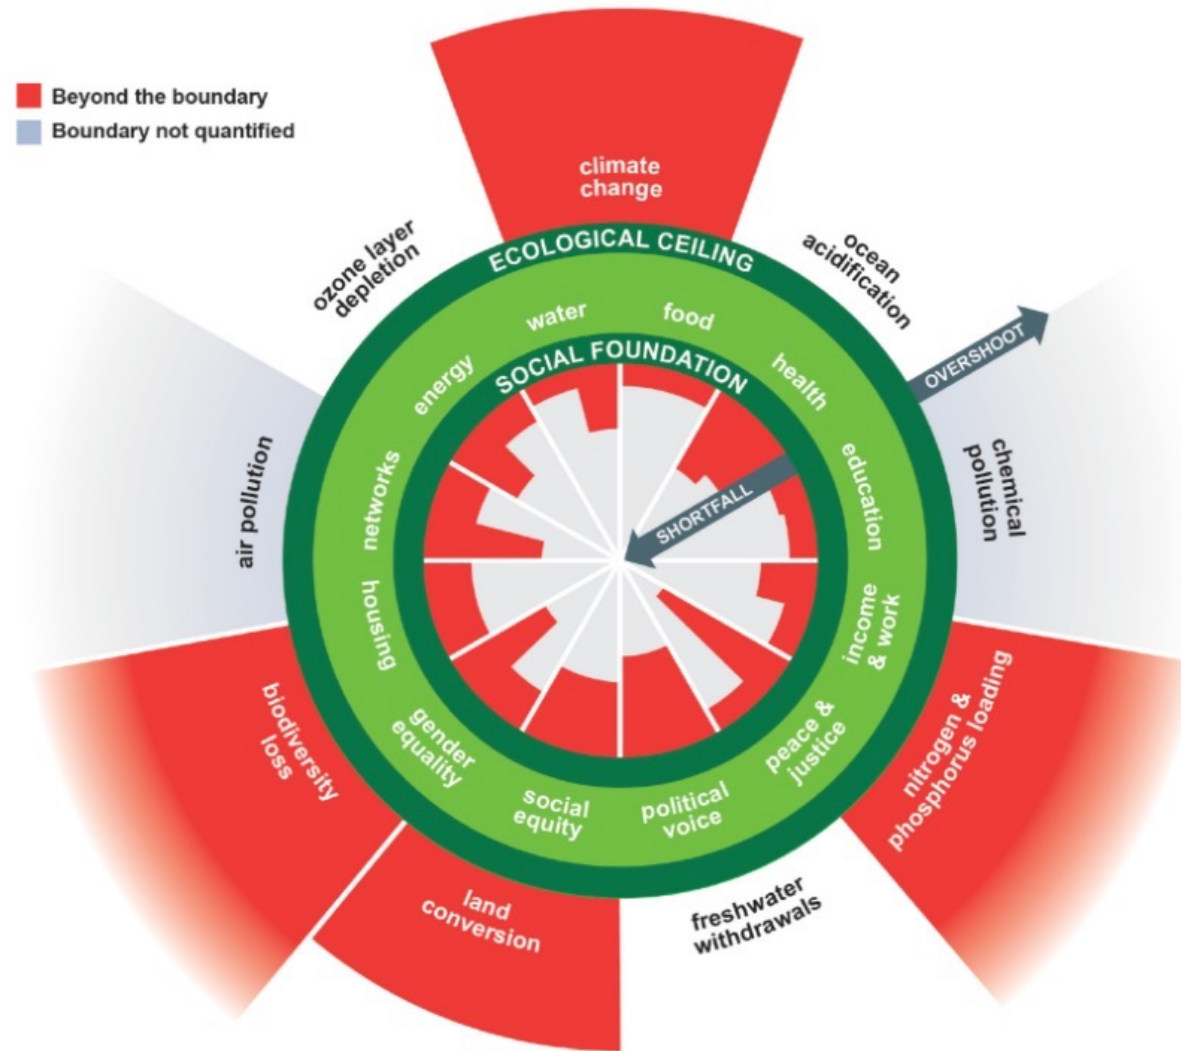 Beyond the boundary
Boundary not quantified
climate
change
ozone layer
depletion
ocean
acidification
ECOLOGICAL CEILING
water
food
energy
health
SOCIAL FOUNDATION
OVERSHOOT
air pollution
networks
education
chemical
pollution
SHORTFALL
housing
income
& work
biodiversity
loss
gender
equality
peace &
justice
nitrogen &
phosphorus loading
social
equity
political
voice
land
conversion
freshwater
withdrawals